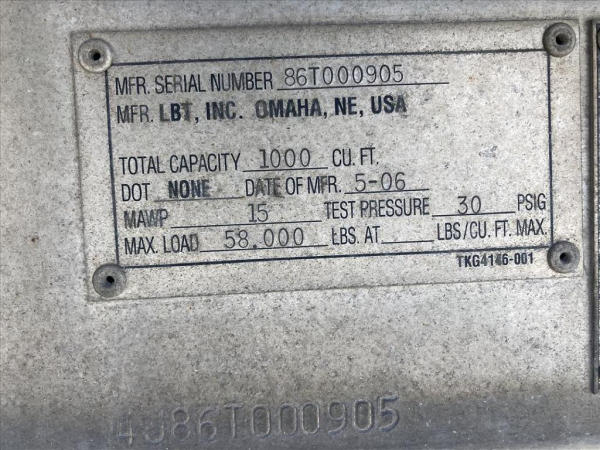 MFR. SERIAL NUMBER 86T000905
MFR. LBT, INC. OMAHA, NE, USA
TOTAL CAPACITY 1000 CU. FT.
DOT NONE DATE OF MFR. 5-06
MAWP 15 TEST PRESSURE 30 PSIG
MAX. LOAD 58.000 LBS. AT LBS/CU. FT. MAX.
TKG4146-001
4J86T000905